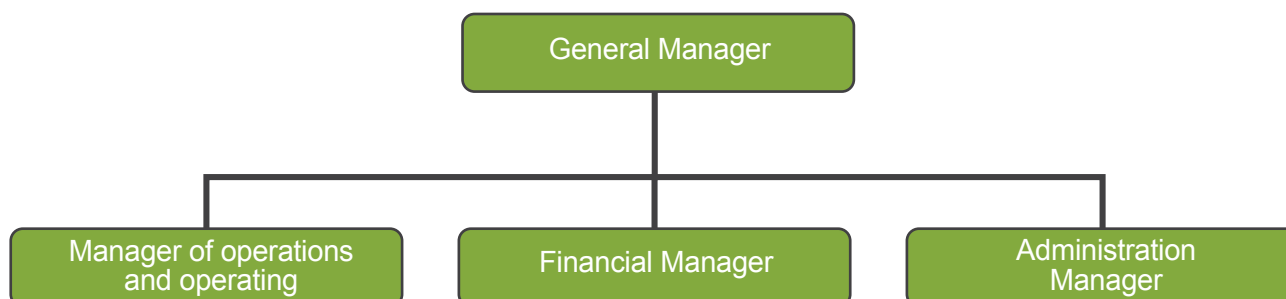 General Manager
Manager of operations
and operating
Financial Manager
Administration
Manager